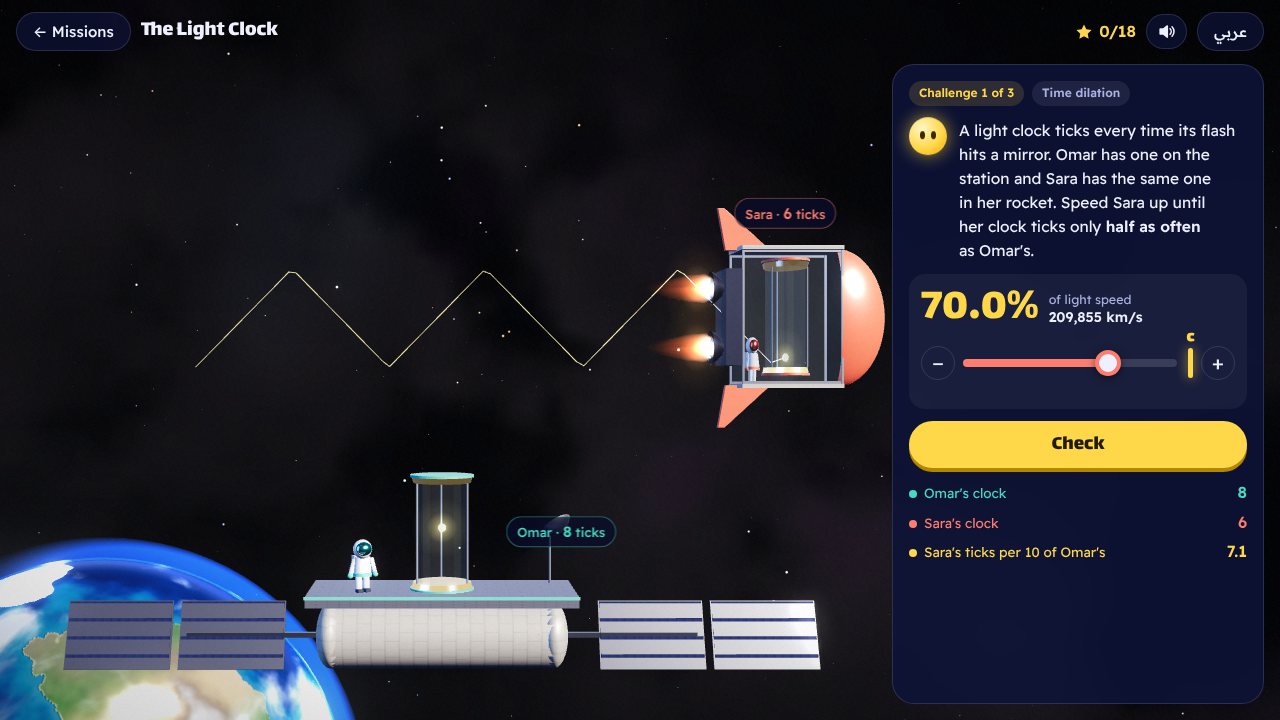 ← Missions
The Light Clock
0/18
عربي
Challenge 1 of 3
Time dilation
A light clock ticks every time its flash
hits a mirror. Omar has one on the
station and Sara has the same one
in her rocket. Speed Sara up until
her clock ticks only half as often
as Omar's.
Sara · 6 ticks
70.0%
of light speed
209,855 km/s
c
−
+
Check
Omar · 8 ticks
Omar's clock 8
Sara's clock 6
Sara's ticks per 10 of Omar's 7.1